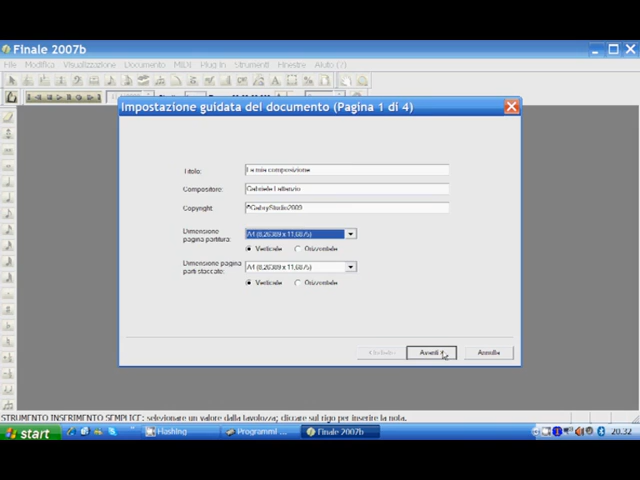 Finale 2007b
File Modifica Visualizzazione Documento MIDI Plug-In Strumenti Finestre Aiuto (?)
Impostazione guidata del documento (Pagina 1 di 4)
Titolo: La mia composizione
Compositore: Gabriele Lattanzio
Copyright: ©GabryStudio2009
Dimensione pagina partitura: A4 (8,26389 x 11,6875)
Verticale Orizzontale
Dimensione pagina parti staccate: A4 (8,26389 x 11,6875)
Verticale Orizzontale
Indietro Avanti > Annulla
STRUMENTO INSERIMENTO SEMPLICE: selezionare un valore dalla tavolozza; cliccare sul rigo per inserire la nota,
start Hashing Programmi ... Finale 2007b 20.32